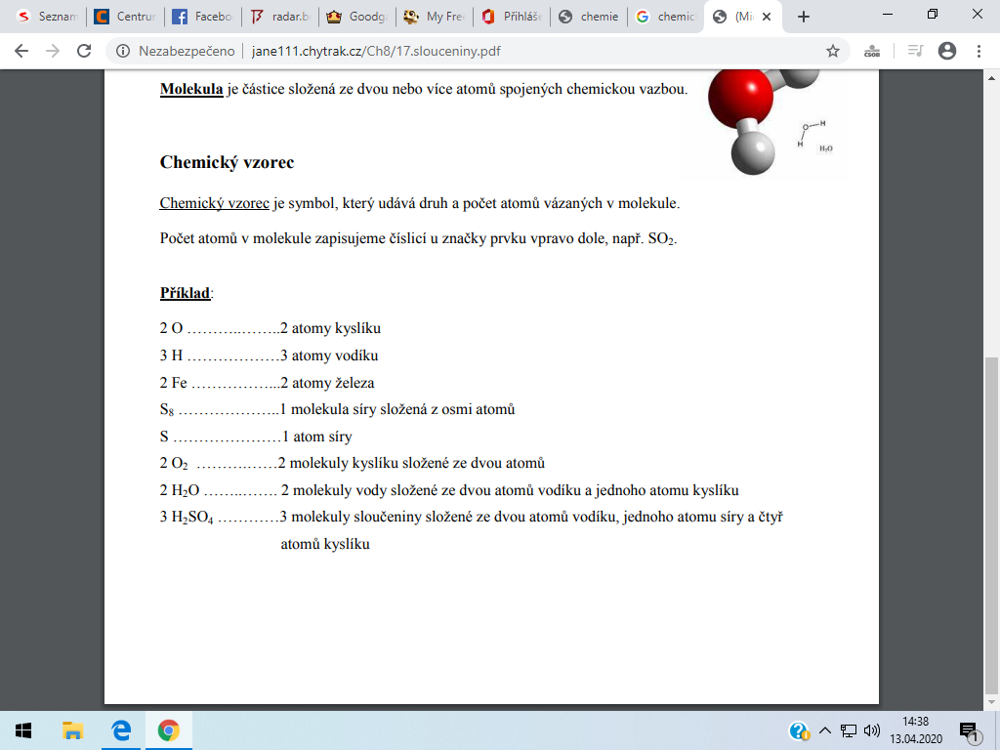 Seznam Centrum Facebo radar.b Goodg My Fre Přihláše chemie chemic (Mi
Nezabezpečeno jane111.chytrak.cz/Ch8/17.slouceniny.pdf ČSOB
Molekula je částice složená ze dvou nebo více atomů spojených chemickou vazbou.
O H
H H₂O
Chemický vzorec
Chemický vzorec je symbol, který udává druh a počet atomů vázaných v molekule.
Počet atomů v molekule zapisujeme číslicí u značky prvku vpravo dole, např. SO₂.
Příklad:
2 O ………..……..2 atomy kyslíku
3 H ………………3 atomy vodíku
2 Fe ……………...2 atomy železa
S₈ ………………..1 molekula síry složená z osmi atomů
S …………………1 atom síry
2 O₂ ……….……2 molekuly kyslíku složené ze dvou atomů
2 H₂O ……..……. 2 molekuly vody složené ze dvou atomů vodíku a jednoho atomu kyslíku
3 H₂SO₄ …………3 molekuly sloučeniny složené ze dvou atomů vodíku, jednoho atomu síry a čtyř
atomů kyslíku
14:38
13.04.2020
1